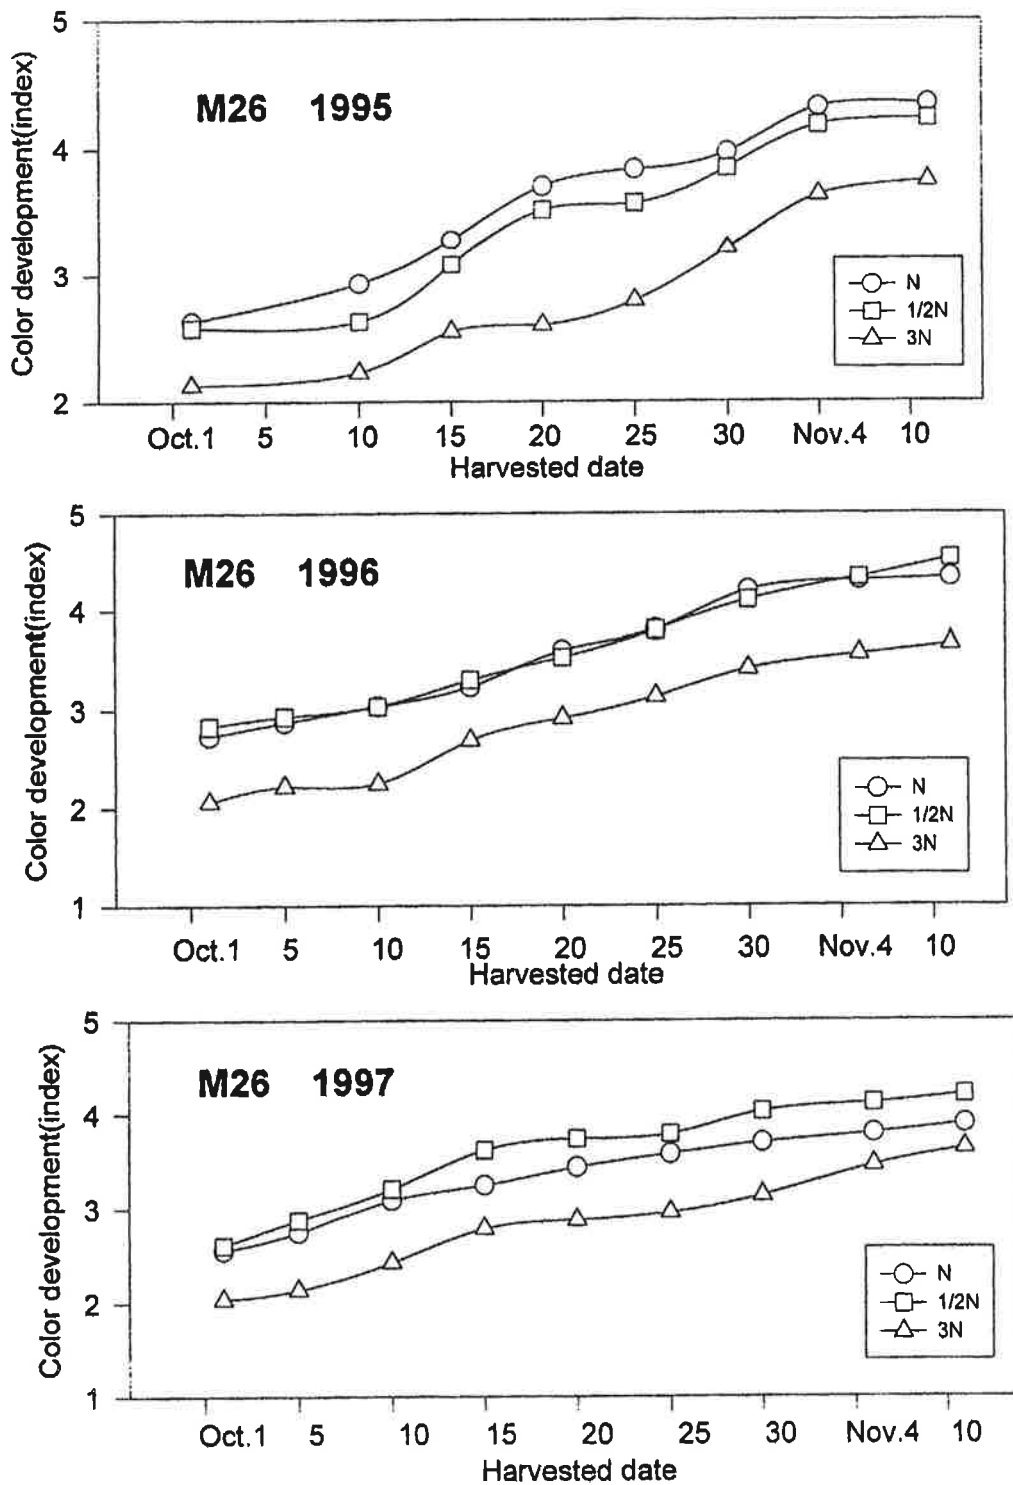 Color development(index)
5
4
3
2
M26 1995
N
1/2N
3N
Oct.1 5 10 15 20 25 30 Nov.4 10
Harvested date
Color development(index)
5
4
3
2
1
M26 1996
N
1/2N
3N
Oct.1 5 10 15 20 25 30 Nov.4 10
Harvested date
Color development(index)
5
4
3
2
1
M26 1997
N
1/2N
3N
Oct.1 5 10 15 20 25 30 Nov.4 10
Harvested date